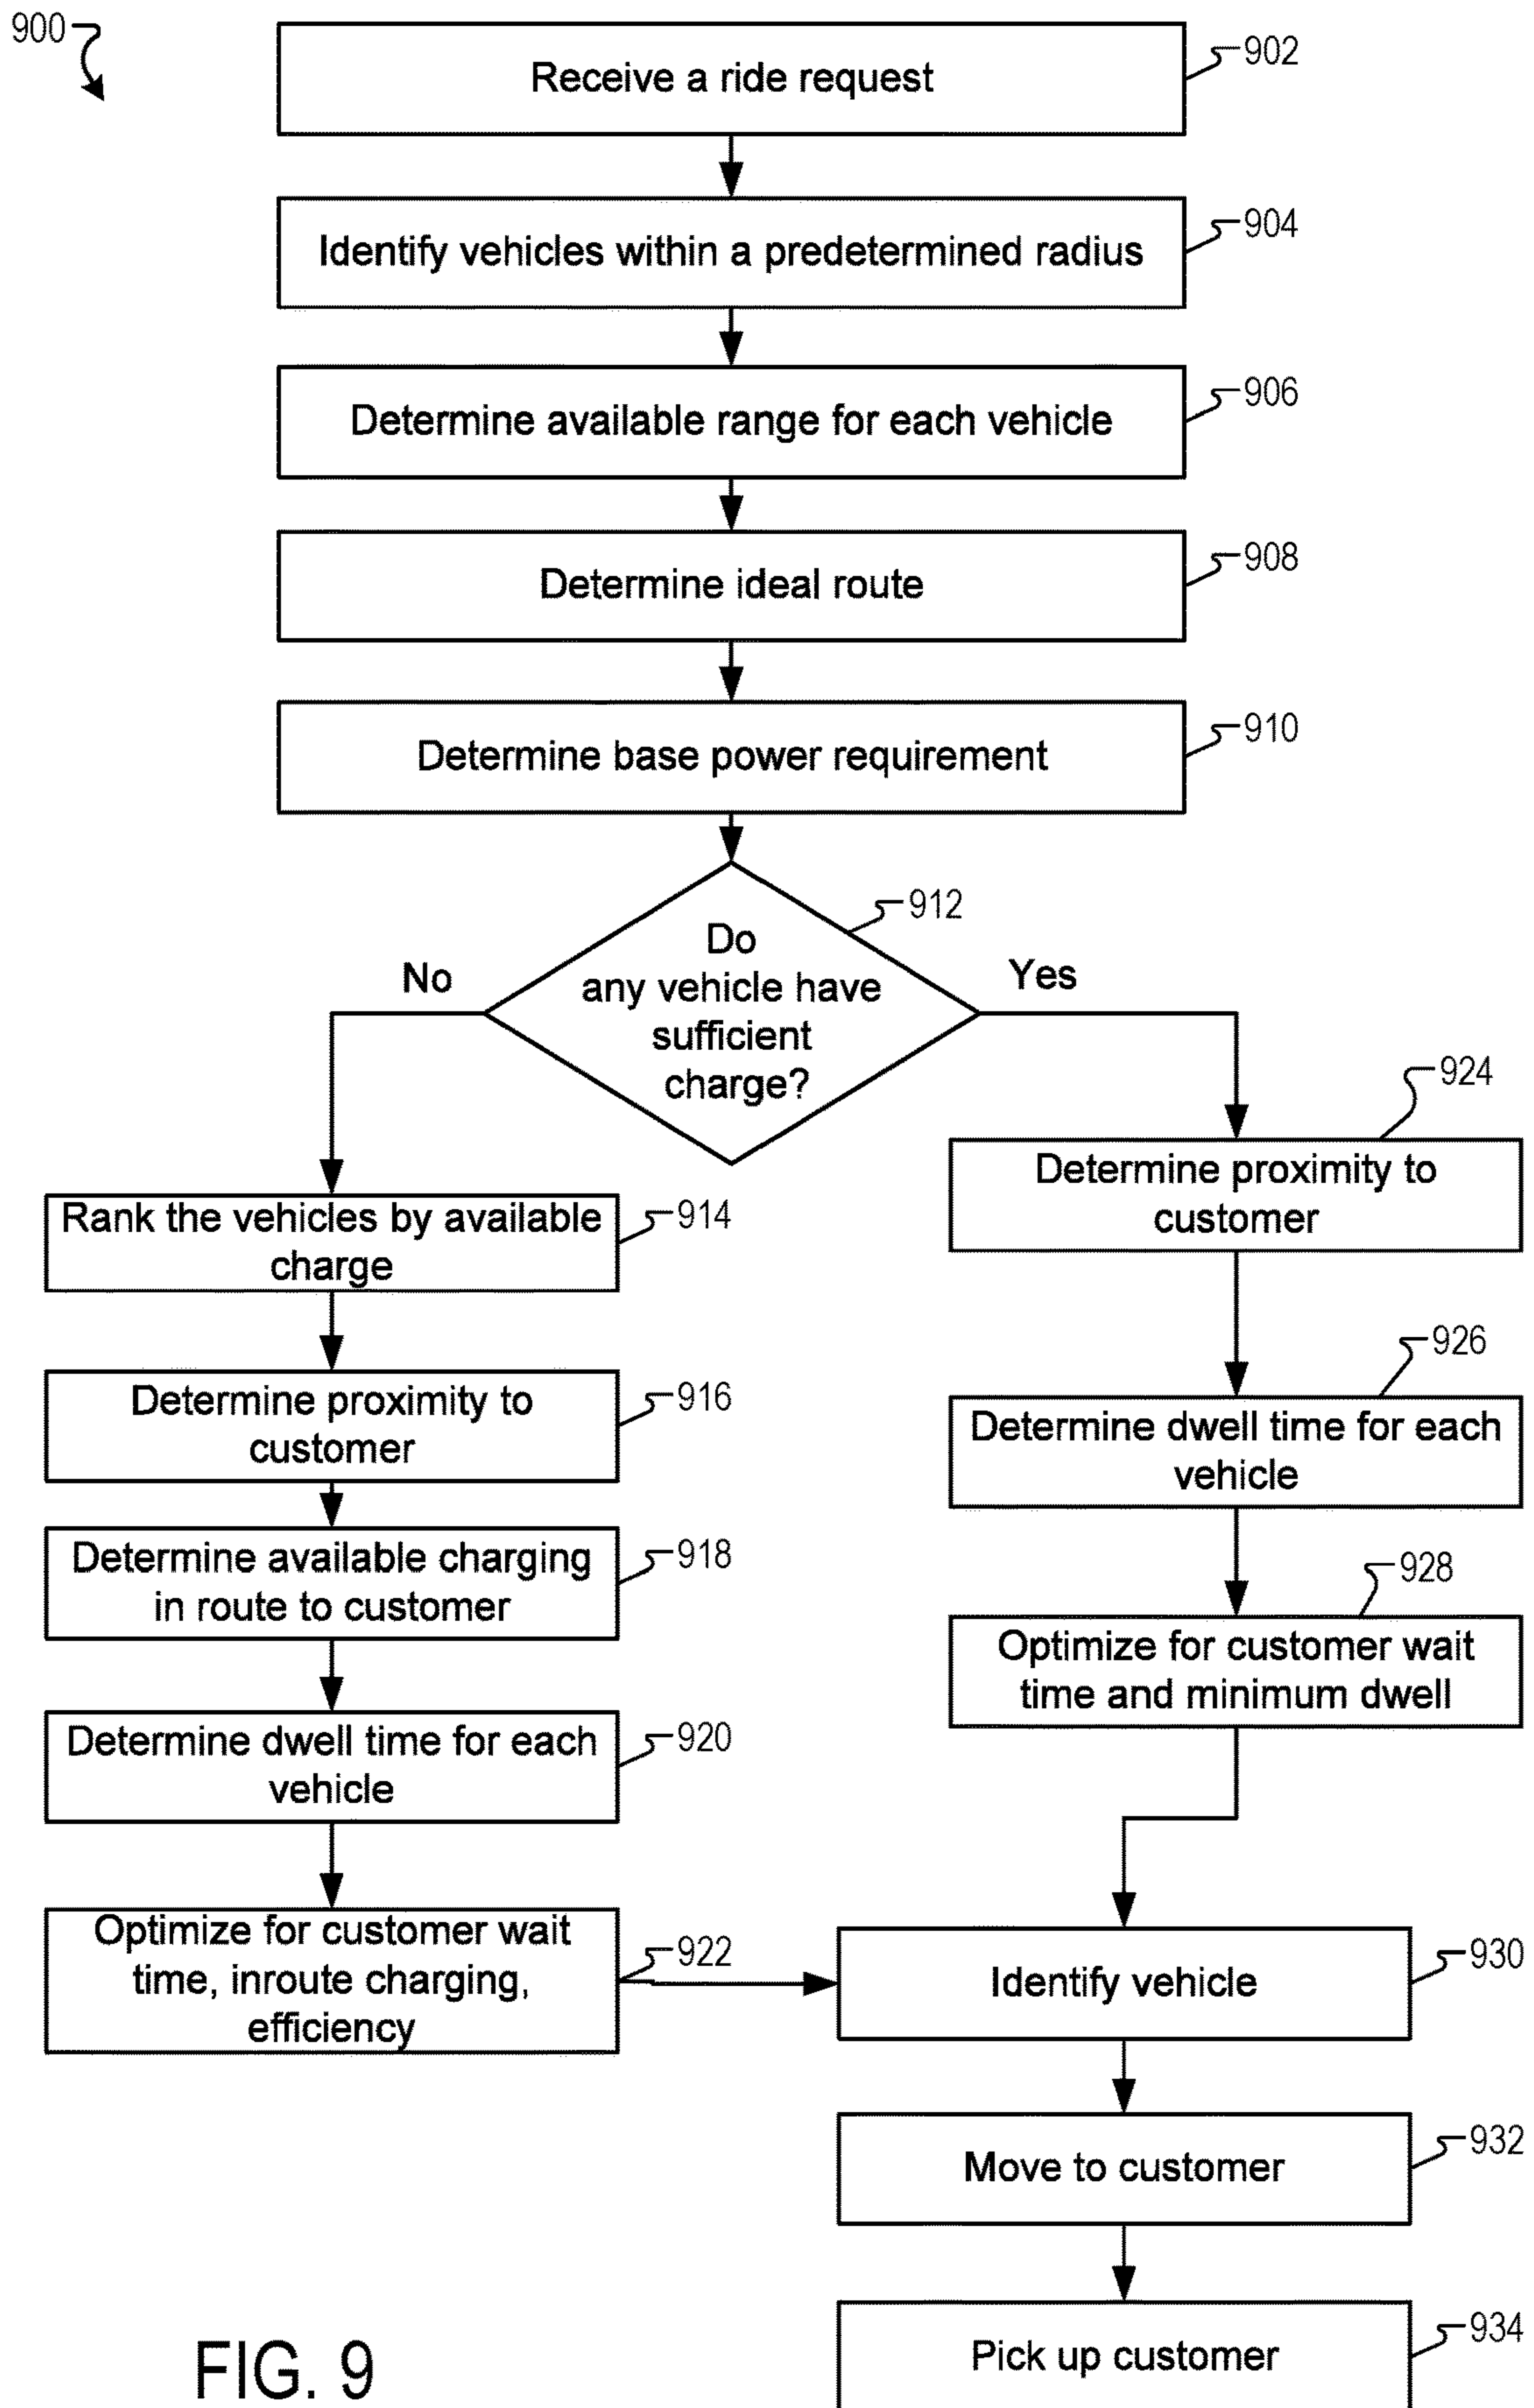 900
Receive a ride request
902
Identify vehicles within a predetermined radius
904
Determine available range for each vehicle
906
Determine ideal route
908
Determine base power requirement
910
Do
any vehicle have
sufficient
charge?
912
No
Yes
Rank the vehicles by available
charge
914
Determine proximity to
customer
916
Determine available charging
in route to customer
918
Determine dwell time for each
vehicle
920
Optimize for customer wait
time, inroute charging,
efficiency
922
Determine proximity to
customer
924
Determine dwell time for each
vehicle
926
Optimize for customer wait
time and minimum dwell
928
Identify vehicle
930
Move to customer
932
Pick up customer
934
FIG. 9